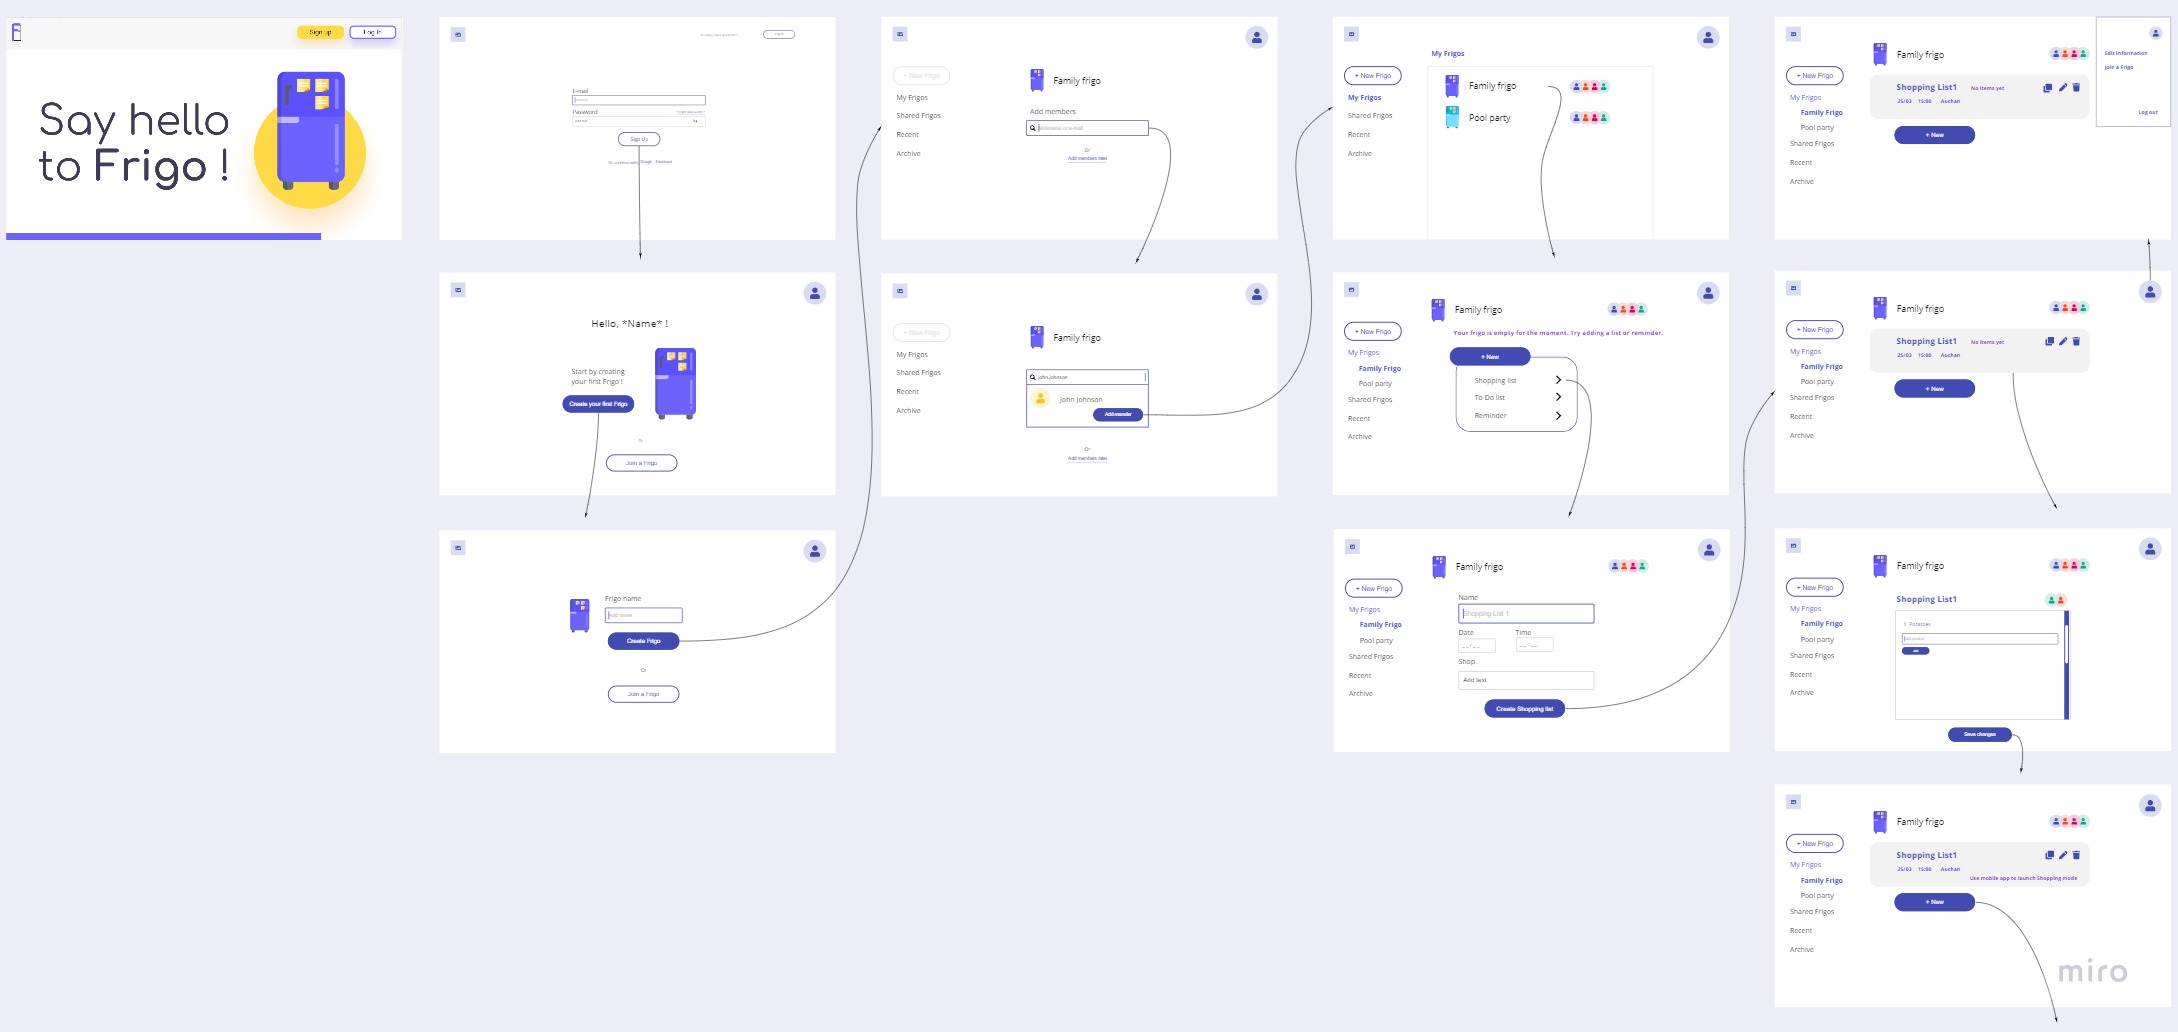 F
Sign up
Log In
Say hello
to Frigo !
E-mail
Password
Forgot password?
Sign Up
Or, continue with Google Facebook
Hello, *Name* !
Start by creating
your first Frigo !
Create your first Frigo
Or
Join a Frigo
Frigo name
Add name
Create Frigo
Or
Join a Frigo
+ New Frigo
My Frigos
Shared Frigos
Recent
Archive
Family frigo
Add members
Nickname or e-mail
Or
Add members later
+ New Frigo
My Frigos
Shared Frigos
Recent
Archive
Family frigo
john.johnson
John Johnson
Add member
Or
Add members later
My Frigos
+ New Frigo
My Frigos
Shared Frigos
Recent
Archive
Family frigo
Pool party
Family frigo
Your frigo is empty for the moment. Try adding a list or reminder.
+ New Frigo
My Frigos
Family Frigo
Pool party
Shared Frigos
Recent
Archive
+ New
Shopping list
To Do list
Reminder
Family frigo
+ New Frigo
My Frigos
Family Frigo
Pool party
Shared Frigos
Recent
Archive
Name
Shopping List 1
Date Time
_ _ / _ _ _ _ : _ _
Shop
Add text
Create Shopping list
Family frigo
+ New Frigo
My Frigos
Family Frigo
Pool party
Shared Frigos
Recent
Archive
Shopping List1 No items yet
25/03 15:00 Auchan
+ New
Edit information
Join a Frigo
Log out
Family frigo
+ New Frigo
My Frigos
Family Frigo
Pool party
Shared Frigos
Recent
Archive
Shopping List1 No items yet
25/03 15:00 Auchan
+ New
Family frigo
+ New Frigo
My Frigos
Family Frigo
Pool party
Shared Frigos
Recent
Archive
Shopping List1
1. Potatoes
Save changes
Family frigo
+ New Frigo
My Frigos
Family Frigo
Pool party
Shared Frigos
Recent
Archive
Shopping List1
25/03 15:00 Auchan
Use mobile app to launch Shopping mode
+ New
miro